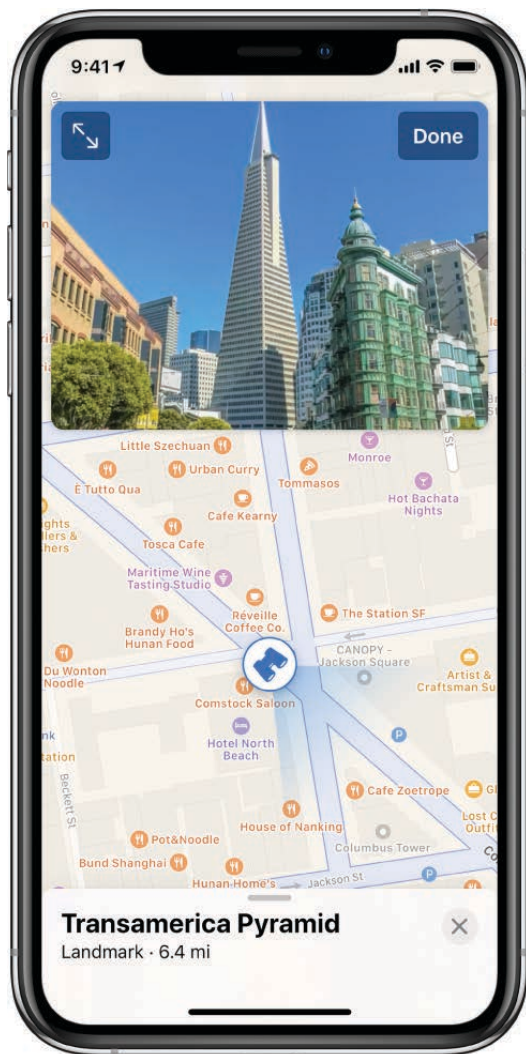 9:41
Done
Little Szechuan
Urban Curry
Monroe
È Tutto Qua
Tommasos
Hot Bachata
Nights
Cafe Kearny
Tosca Cafe
Maritime Wine
Tasting Studio
Réveille
Coffee Co.
The Station SF
Brandy Ho's
Hunan Food
CANOPY -
Jackson Square
Du Wonton
Noodle
Artist &
Craftsman Su
Comstock Saloon
Hotel North
Beach
P
Beckett St
Cafe Zoetrope
House of Nanking
Lost C
Outfit
Pot&Noodle
Columbus Tower
Bund Shanghai
Hunan Home's
Jackson St
P
Transamerica Pyramid
Landmark · 6.4 mi